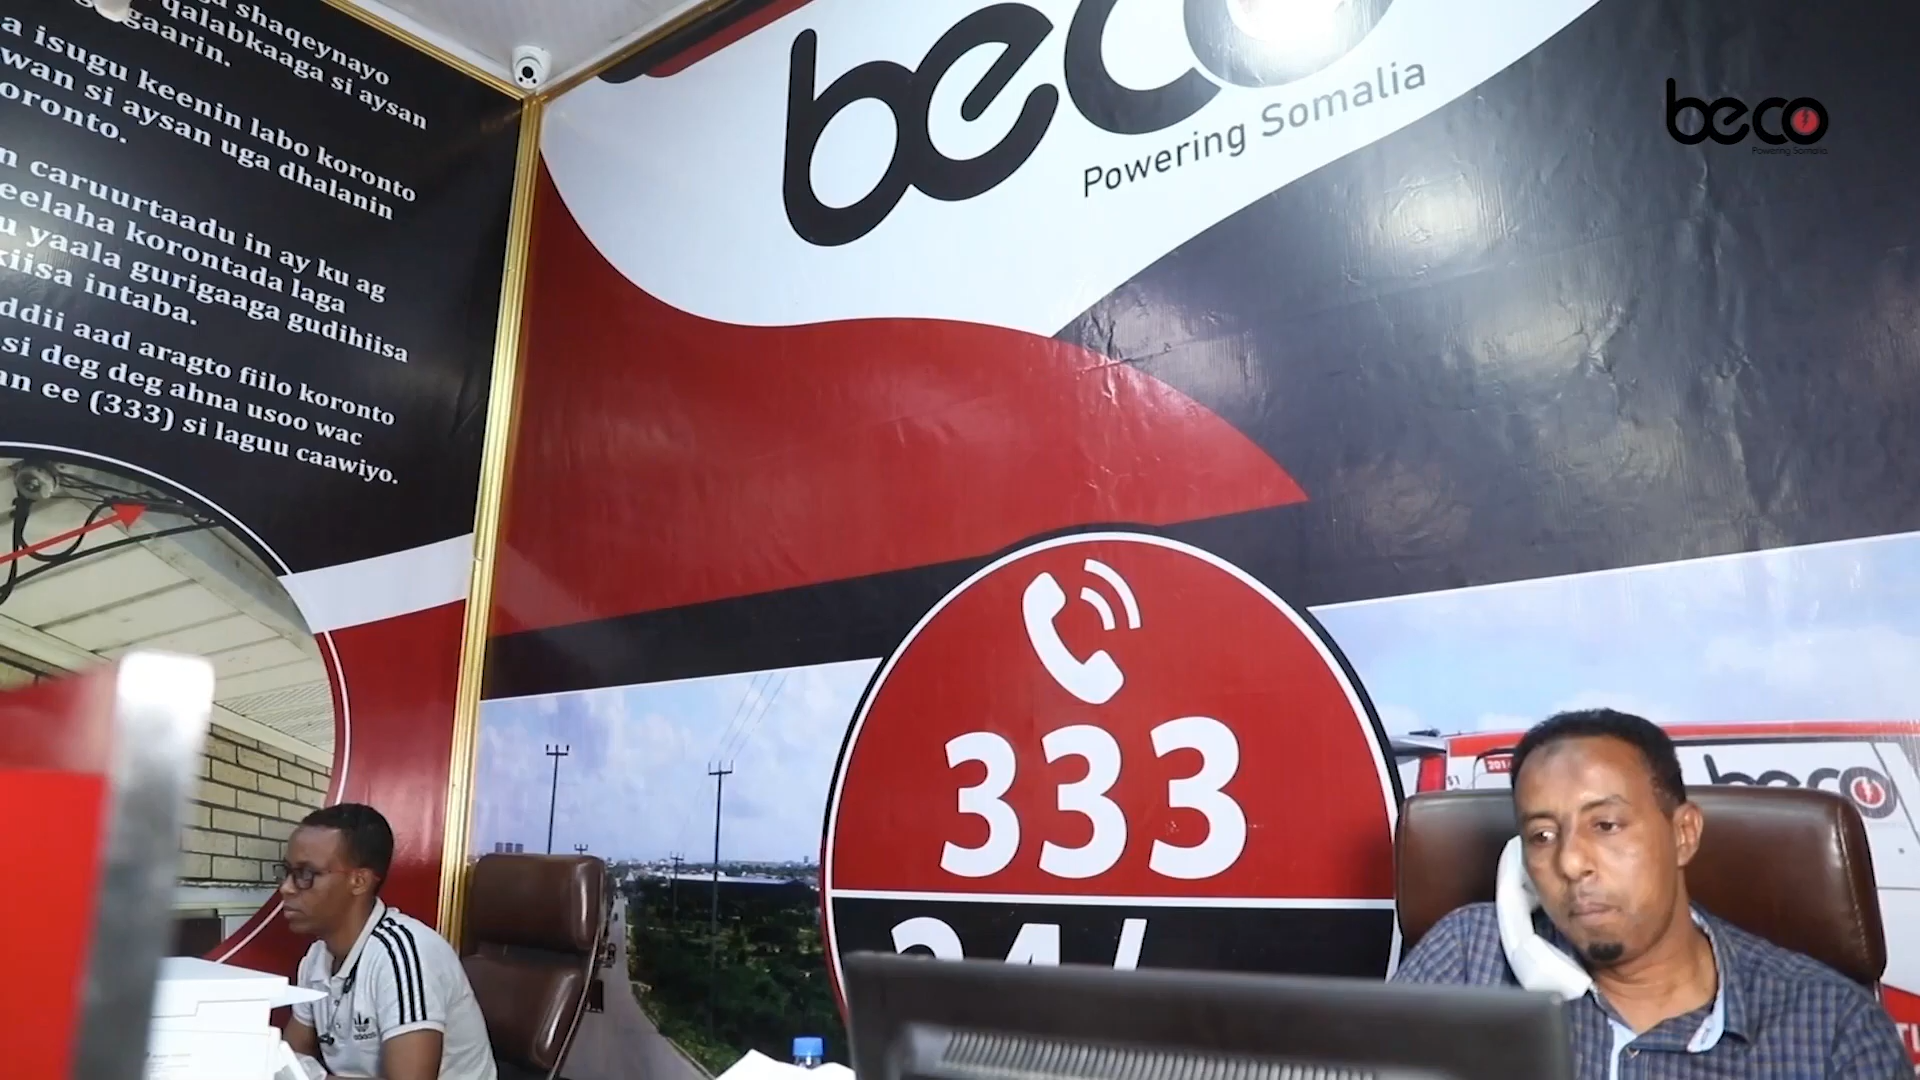 shaqeynayo
qalabkaaga si aysan
gaarin.
a isugu keenin labo koronto
wan si aysan uga dhalanin
oronto.
n caruurtaadu in ay ku ag
eelaha korontada laga
u yaala gurigaaga gudihiisa
kiisa intaba.
ddii aad aragto fiilo koronto
si deg deg ahna usoo wac
an ee (333) si laguu caawiyo.
beco
Powering Somalia
beco
Powering Somalia
333
24/
beco
adidas